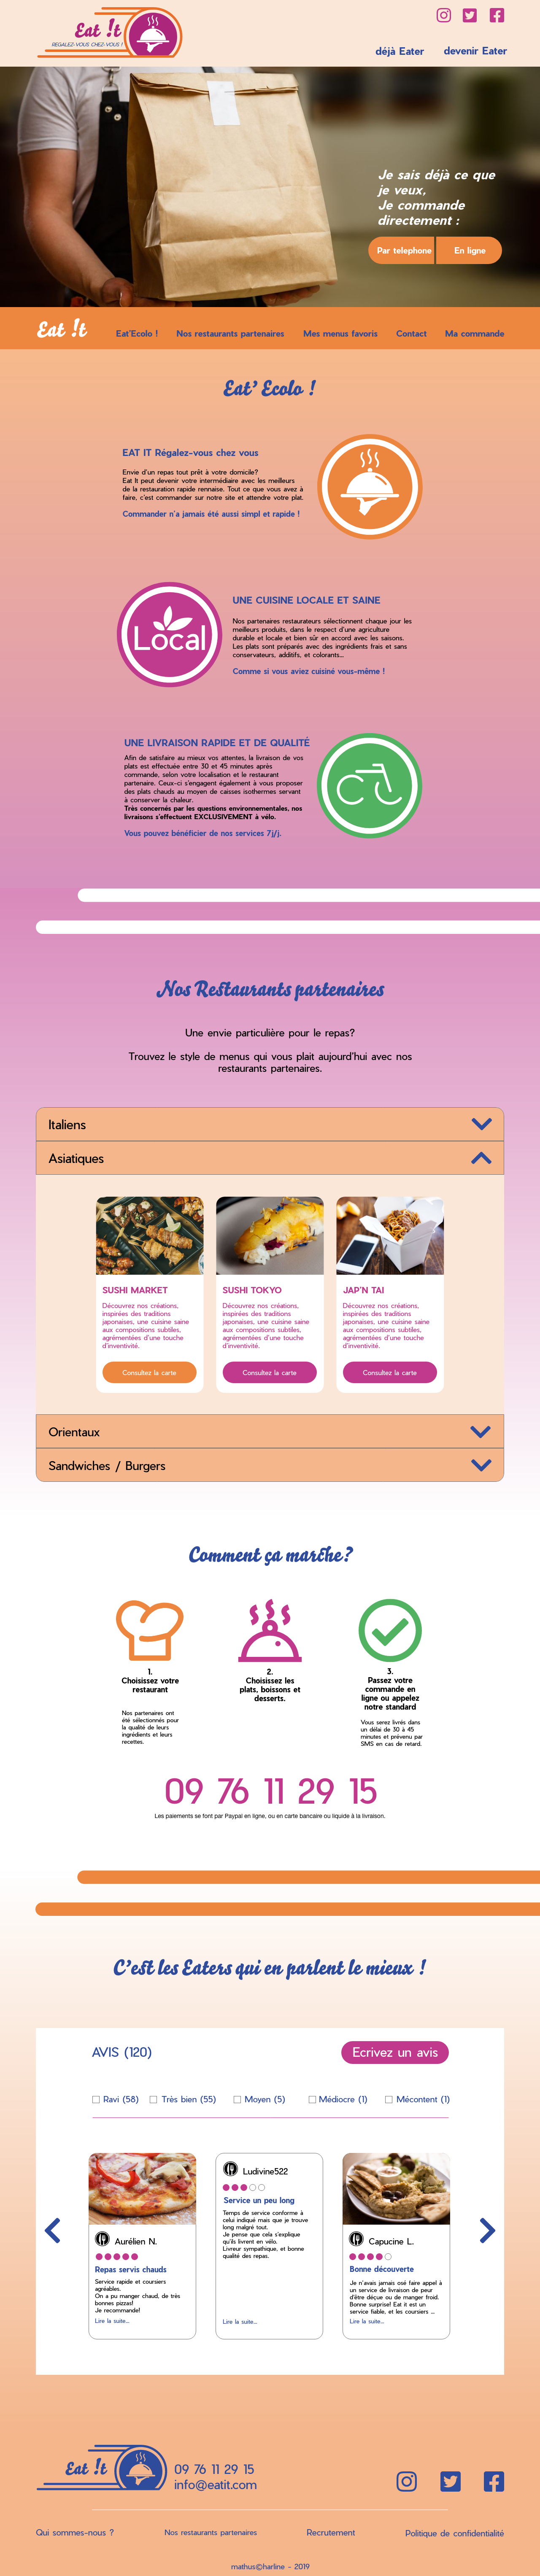 Eat !t
REGALEZ-VOUS CHEZ-VOUS !
déjà Eater
devenir Eater
Je sais déjà ce que
je veux,
Je commande
directement :
Par telephone
En ligne
Eat !t
Eat'Ecolo !
Nos restaurants partenaires
Mes menus favoris
Contact
Ma commande
Eat' Ecolo !
EAT IT Régalez-vous chez vous
Envie d'un repas tout prêt à votre domicile?
Eat It peut devenir votre intermédiaire avec les meilleurs
de la restauration rapide rennaise. Tout ce que vous avez à
faire, c'est commander sur notre site et attendre votre plat.
Commander n'a jamais été aussi simpl et rapide !
Local
UNE CUISINE LOCALE ET SAINE
Nos partenaires restaurateurs sélectionnent chaque jour les
meilleurs produits, dans le respect d'une agriculture
durable et locale et bien sûr en accord avec les saisons.
Les plats sont préparés avec des ingrédients frais et sans
conservateurs, additifs, et colorants...
Comme si vous aviez cuisiné vous-même !
UNE LIVRAISON RAPIDE ET DE QUALITÉ
Afin de satisfaire au mieux vos attentes, la livraison de vos
plats est effectuée entre 30 et 45 minutes après
commande, selon votre localisation et le restaurant
partenaire. Ceux-ci s'engagent également à vous proposer
des plats chauds au moyen de caisses isothermes servant
à conserver la chaleur.
Très concernés par les questions environnementales, nos
livraisons s'effectuent EXCLUSIVEMENT à vélo.
Vous pouvez bénéficier de nos services 7j/j.
Nos Restaurants partenaires
Une envie particulière pour le repas?
Trouvez le style de menus qui vous plait aujourd'hui avec nos
restaurants partenaires.
Italiens
Asiatiques
SUSHI MARKET
Découvrez nos créations,
inspirées des traditions
japonaises, une cuisine saine
aux compositions subtiles,
agrémentées d'une touche
d'inventivité.
Consultez la carte
SUSHI TOKYO
Découvrez nos créations,
inspirées des traditions
japonaises, une cuisine saine
aux compositions subtiles,
agrémentées d'une touche
d'inventivité.
Consultez la carte
JAP'N TAI
Découvrez nos créations,
inspirées des traditions
japonaises, une cuisine saine
aux compositions subtiles,
agrémentées d'une touche
d'inventivité.
Consultez la carte
Orientaux
Sandwiches / Burgers
Comment ça marche?
1.
Choisissez votre
restaurant
Nos partenaires ont
été sélectionnés pour
la qualité de leurs
ingrédients et leurs
recettes.
2.
Choisissez les
plats, boissons et
desserts.
3.
Passez votre
commande en
ligne ou appelez
notre standard
Vous serez livrés dans
un délai de 30 à 45
minutes et prévenu par
SMS en cas de retard.
09 76 11 29 15
Les paiements se font par Paypal en ligne, ou en carte bancaire ou liquide à la livraison.
C'est les Eaters qui en parlent le mieux !
AVIS (120)
Ecrivez un avis
Ravi (58)
Très bien (55)
Moyen (5)
Médiocre (1)
Mécontent (1)
Aurélien N.
Repas servis chauds
Service rapide et coursiers
agréables.
On a pu manger chaud, de très
bonnes pizzas!
Je recommande!
Lire la suite...
Ludivine522
Service un peu long
Temps de service conforme à
celui indiqué mais que je trouve
long malgré tout.
Je pense que cela s'explique
qu'ils livrent en vélo.
Livreur sympathique, et bonne
qualité des repas.
Lire la suite...
Capucine L.
Bonne découverte
Je n'avais jamais osé faire appel à
un service de livraison de peur
d'être déçue ou de manger froid.
Bonne surprise! Eat it est un
service fiable, et les coursiers ...
Lire la suite...
Eat !t
09 76 11 29 15
info@eatit.com
Qui sommes-nous ?
Nos restaurants partenaires
Recrutement
Politique de confidentialité
mathus©harline - 2019